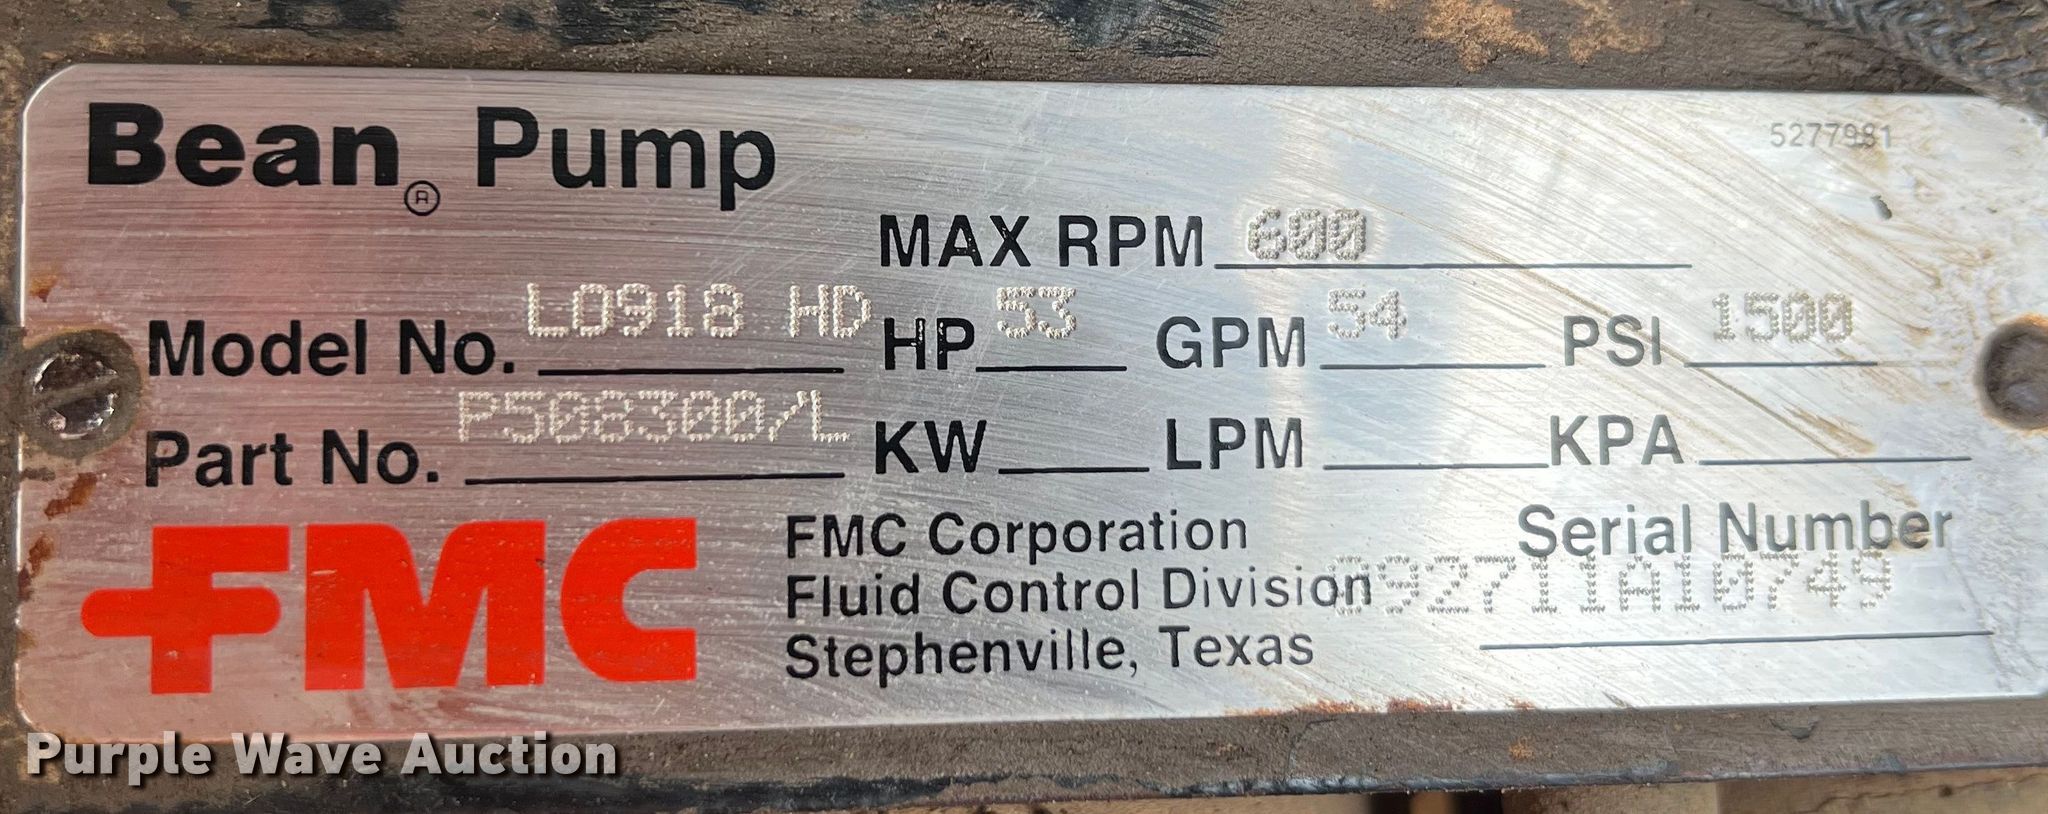 Bean® Pump
5277981
MAX RPM 600
Model No. L0918 HD HP 53 GPM 54 PSI 1500
Part No. P508300/L KW LPM KPA
FMC
FMC Corporation
Fluid Control Division
Stephenville, Texas
Serial Number
092711A10749
Purple Wave Auction